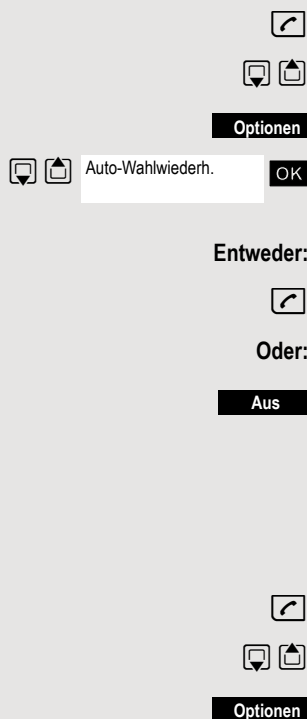 Optionen
Auto-Wahlwiederh. OK
Entweder:
Oder:
Aus
Optionen